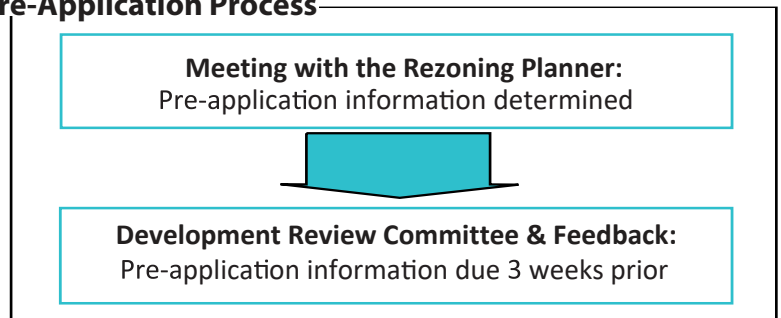 re-Application Process
Meeting with the Rezoning Planner:
Pre-application information determined
Development Review Committee & Feedback:
Pre-application information due 3 weeks prior